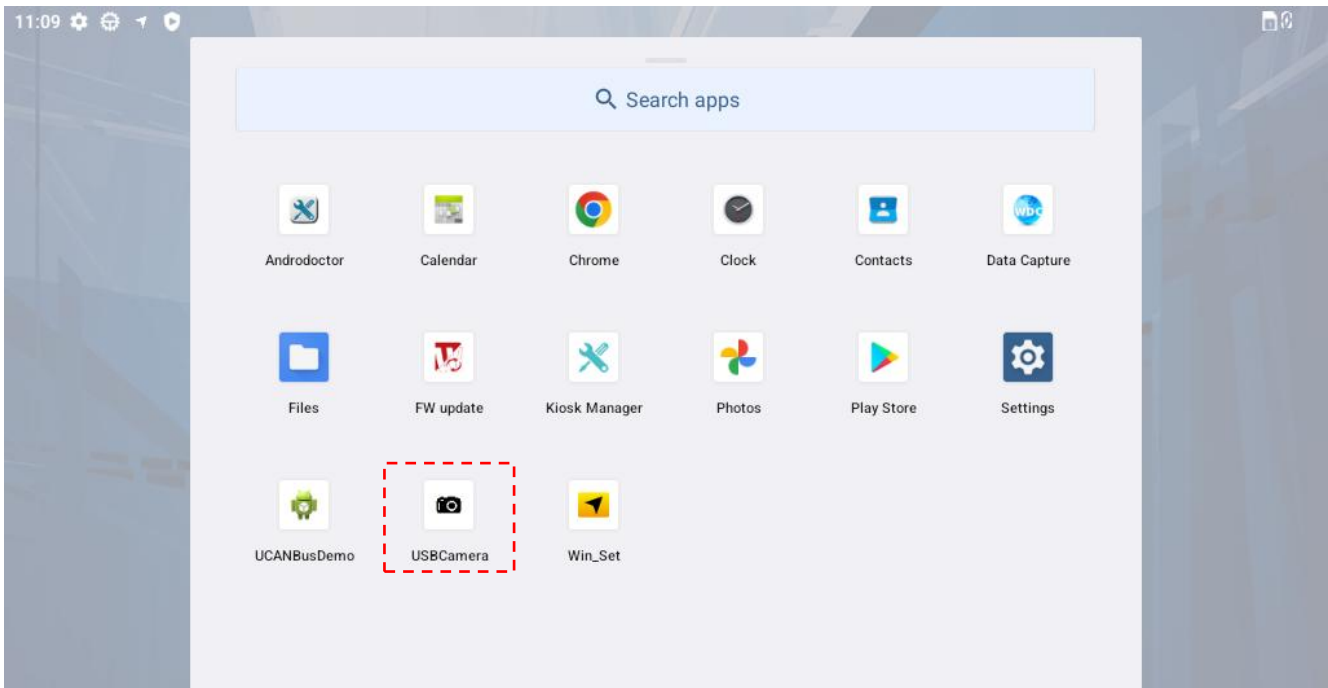 11:09
Search apps
Androdoctor Calendar Chrome Clock Contacts WDC Data Capture
Files FW update Kiosk Manager Photos Play Store Settings
UCANBusDemo USBCamera Win_Set